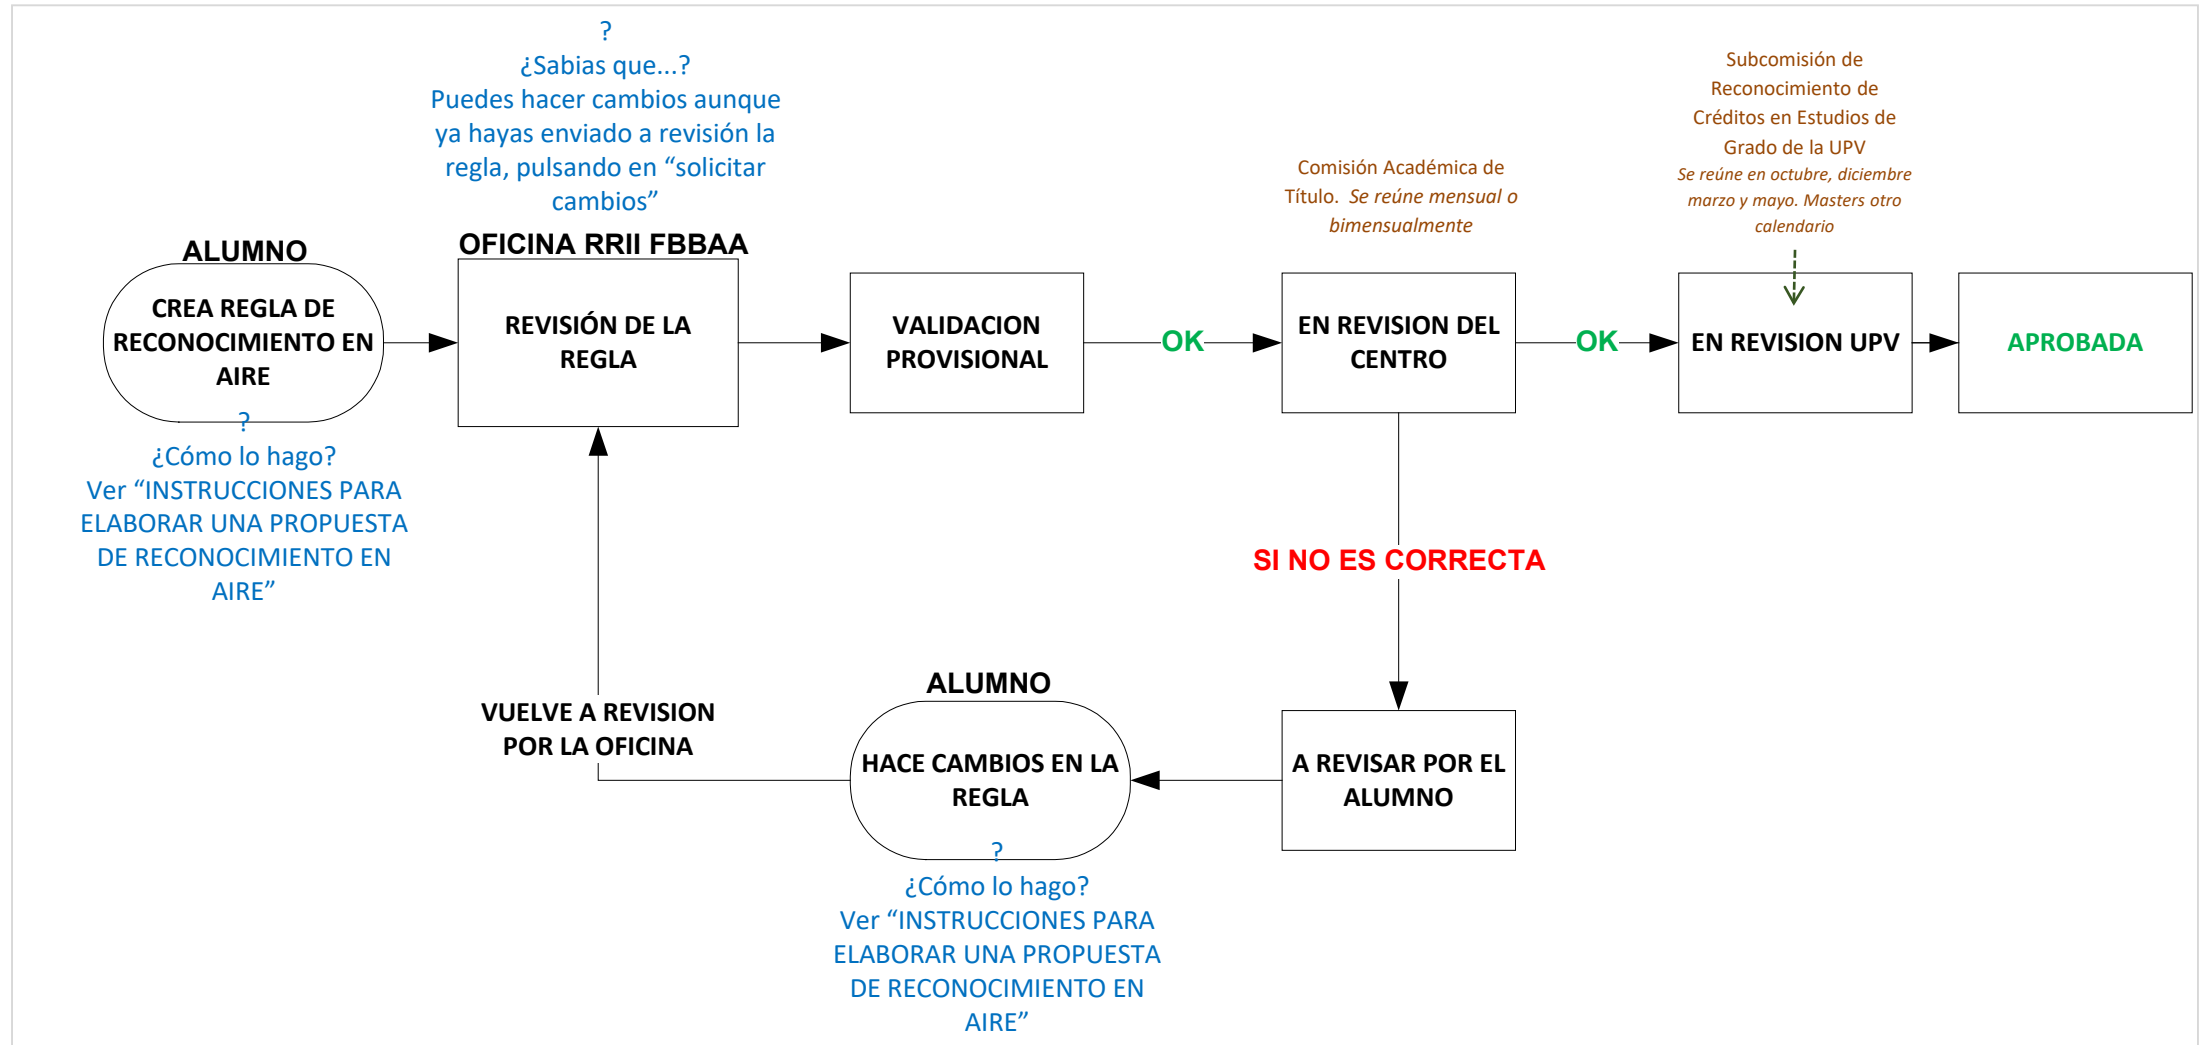 ?
¿Sabias que...?
Puedes hacer cambios aunque
ya hayas enviado a revisión la
regla, pulsando en “solicitar
cambios”
Subcomisión de
Reconocimiento de
Créditos en Estudios de
Grado de la UPV
Se reúne en octubre, diciembre
marzo y mayo. Masters otro
calendario
Comisión Académica de
Título. Se reúne mensual o
bimensualmente
ALUMNO
CREA REGLA DE
RECONOCIMIENTO EN
AIRE
?
¿Cómo lo hago?
Ver “INSTRUCCIONES PARA
ELABORAR UNA PROPUESTA
DE RECONOCIMIENTO EN
AIRE”
OFICINA RRII FBBAA
REVISIÓN DE LA
REGLA
VALIDACION
PROVISIONAL
OK
EN REVISION DEL
CENTRO
OK
EN REVISION UPV
APROBADA
SI NO ES CORRECTA
A REVISAR POR EL
ALUMNO
ALUMNO
HACE CAMBIOS EN LA
REGLA
?
¿Cómo lo hago?
Ver “INSTRUCCIONES PARA
ELABORAR UNA PROPUESTA
DE RECONOCIMIENTO EN
AIRE”
VUELVE A REVISION
POR LA OFICINA